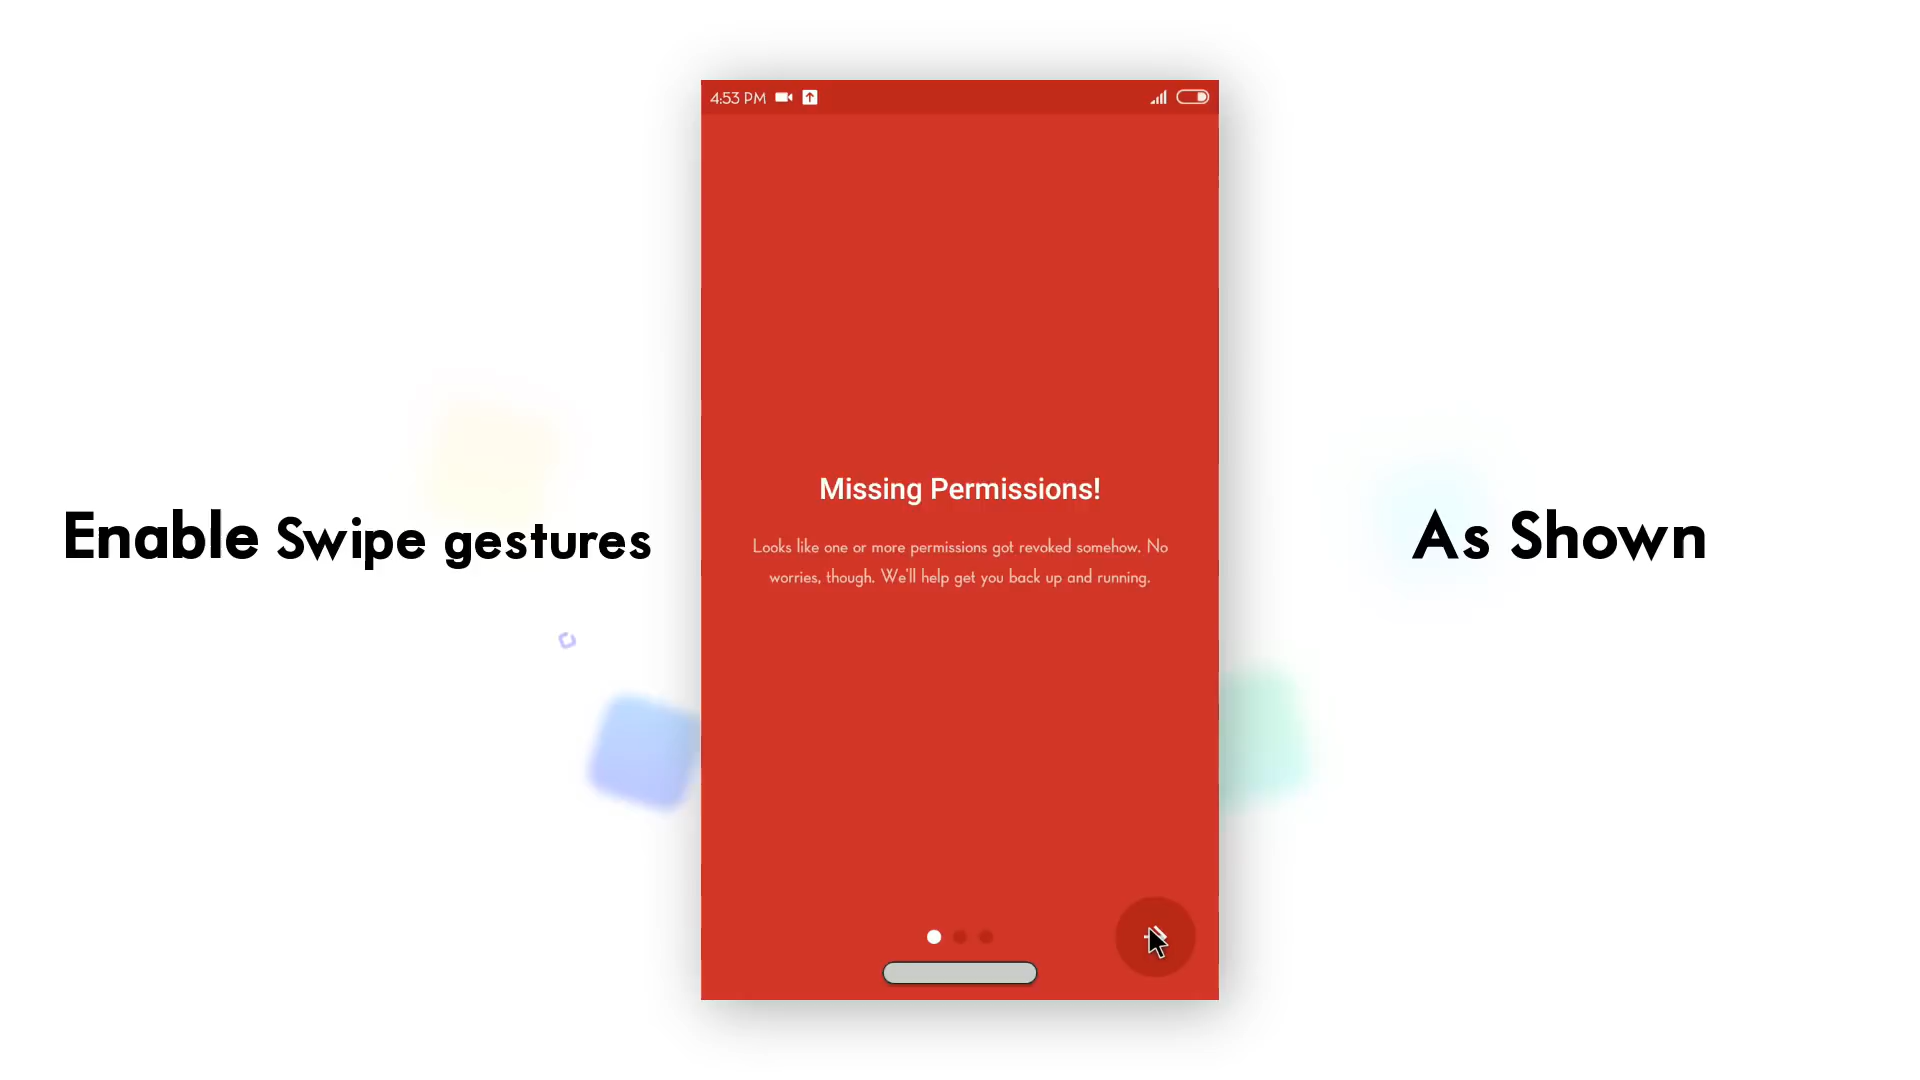 4:53 PM
Missing Permissions!
Looks like one or more permissions got revoked somehow. No
worries, though. We'll help get you back up and running.
Enable Swipe gestures
As Shown